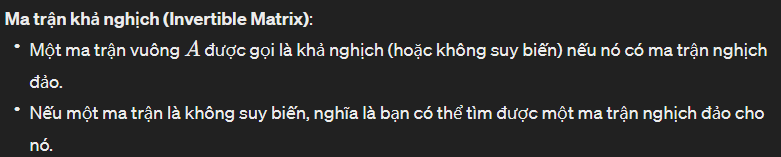 Ma trận khả nghịch (Invertible Matrix):
• Một ma trận vuông A được gọi là khả nghịch (hoặc không suy biến) nếu nó có ma trận nghịch
đảo.
• Nếu một ma trận là không suy biến, nghĩa là bạn có thể tìm được một ma trận nghịch đảo cho
nó.